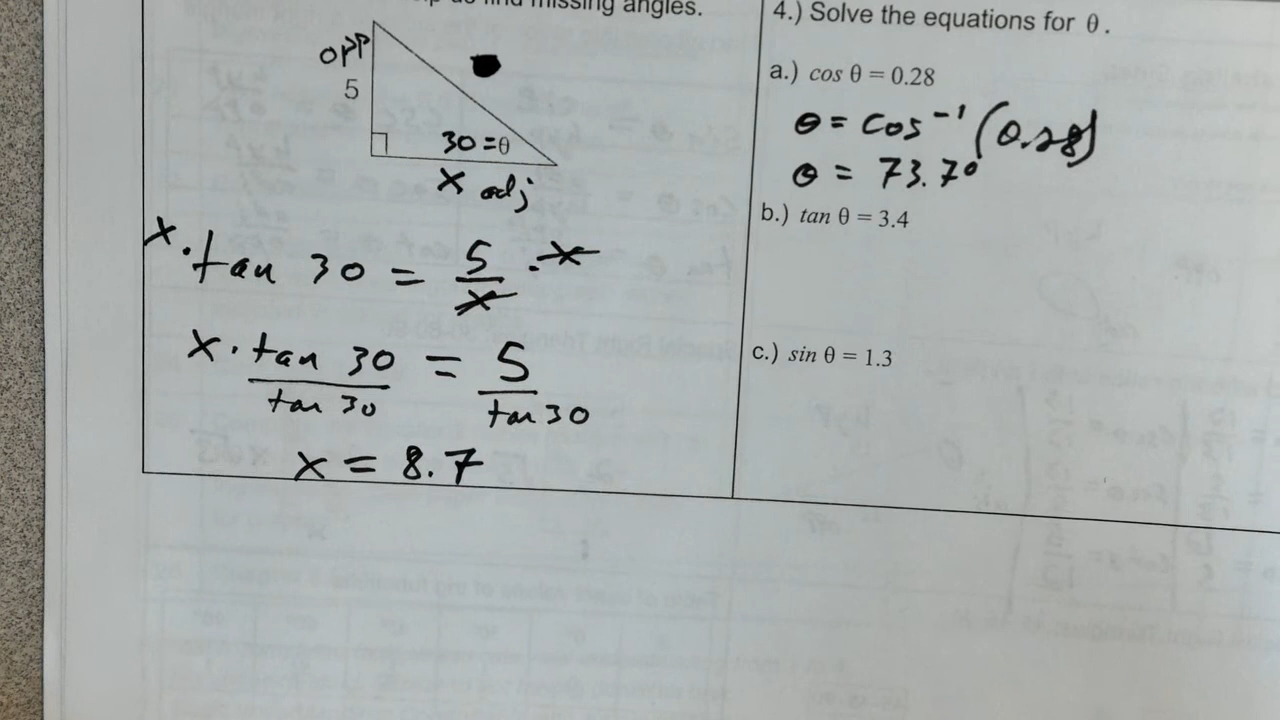 missing angles.
opp
5
30 = θ
x adj
x · tan 30 = 5/x · x
x · tan 30 / tan 30 = 5 / tan 30
x = 8.7
4.) Solve the equations for θ.
a.) cos θ = 0.28
θ = cos⁻¹ (0.28)
θ = 73.7°
b.) tan θ = 3.4
c.) sin θ = 1.3